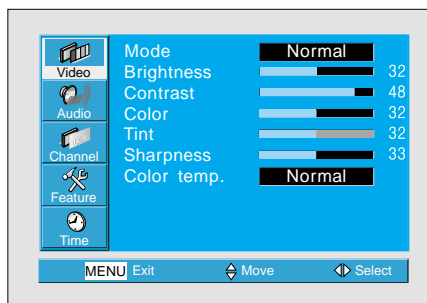 Video
Audio
Channel
Feature
Time
Mode Normal
Brightness 32
Contrast 48
Color 32
Tint 32
Sharpness 33
Color temp. Normal
MENU Exit Move Select